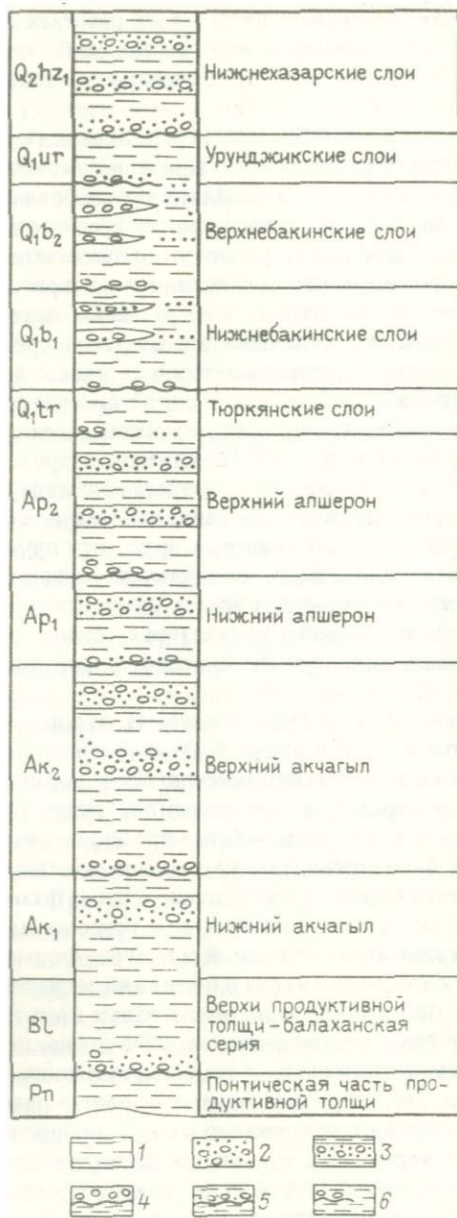 Q₂hz₁ Нижнехазарские слои
Q₁ur Урунджикские слои
Q₁b₂ Верхнебакинские слои
Q₁b₁ Нижнебакинские слои
Q₁tr Тюркянские слои
Ap₂ Верхний апшерон
Ap₁ Нижний апшерон
Ак₂ Верхний акчагыл
Ак₁ Нижний акчагыл
Bl Верхи продуктивной
толщи–балаханская
серия
Pn Понтическая часть про-
дуктивной толщи
1 2 3
4 5 6